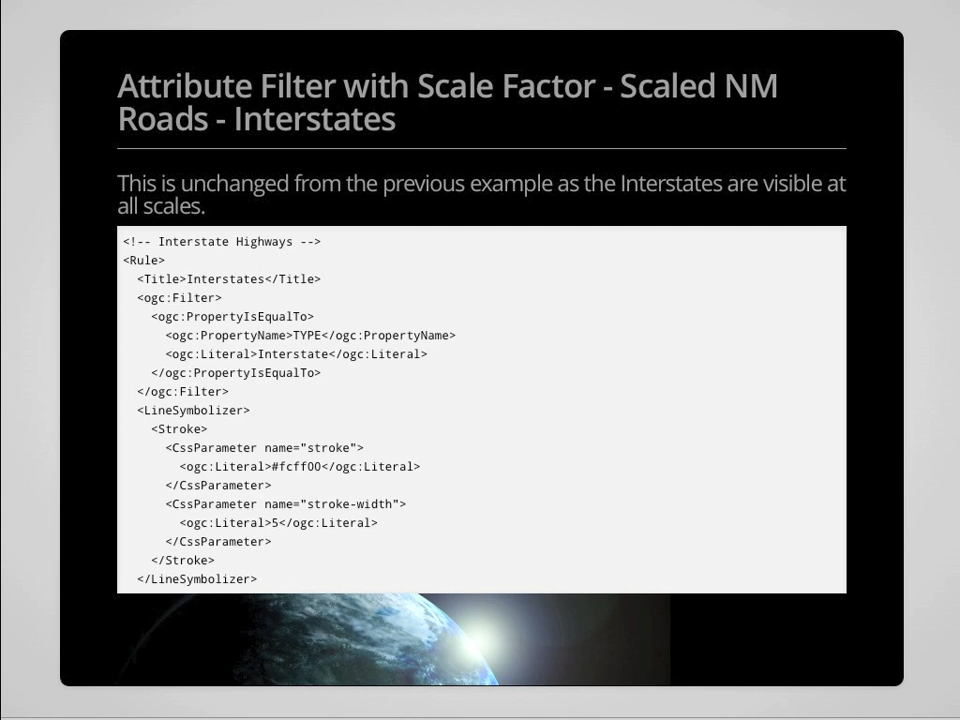 Attribute Filter with Scale Factor - Scaled NM
Roads - Interstates
This is unchanged from the previous example as the Interstates are visible at
all scales.
<!-- Interstate Highways -->
<Rule>
  <Title>Interstates</Title>
  <ogc:Filter>
    <ogc:PropertyIsEqualTo>
      <ogc:PropertyName>TYPE</ogc:PropertyName>
      <ogc:Literal>Interstate</ogc:Literal>
    </ogc:PropertyIsEqualTo>
  </ogc:Filter>
  <LineSymbolizer>
    <Stroke>
      <CssParameter name="stroke">
        <ogc:Literal>#fcff00</ogc:Literal>
      </CssParameter>
      <CssParameter name="stroke-width">
        <ogc:Literal>5</ogc:Literal>
      </CssParameter>
    </Stroke>
  </LineSymbolizer>